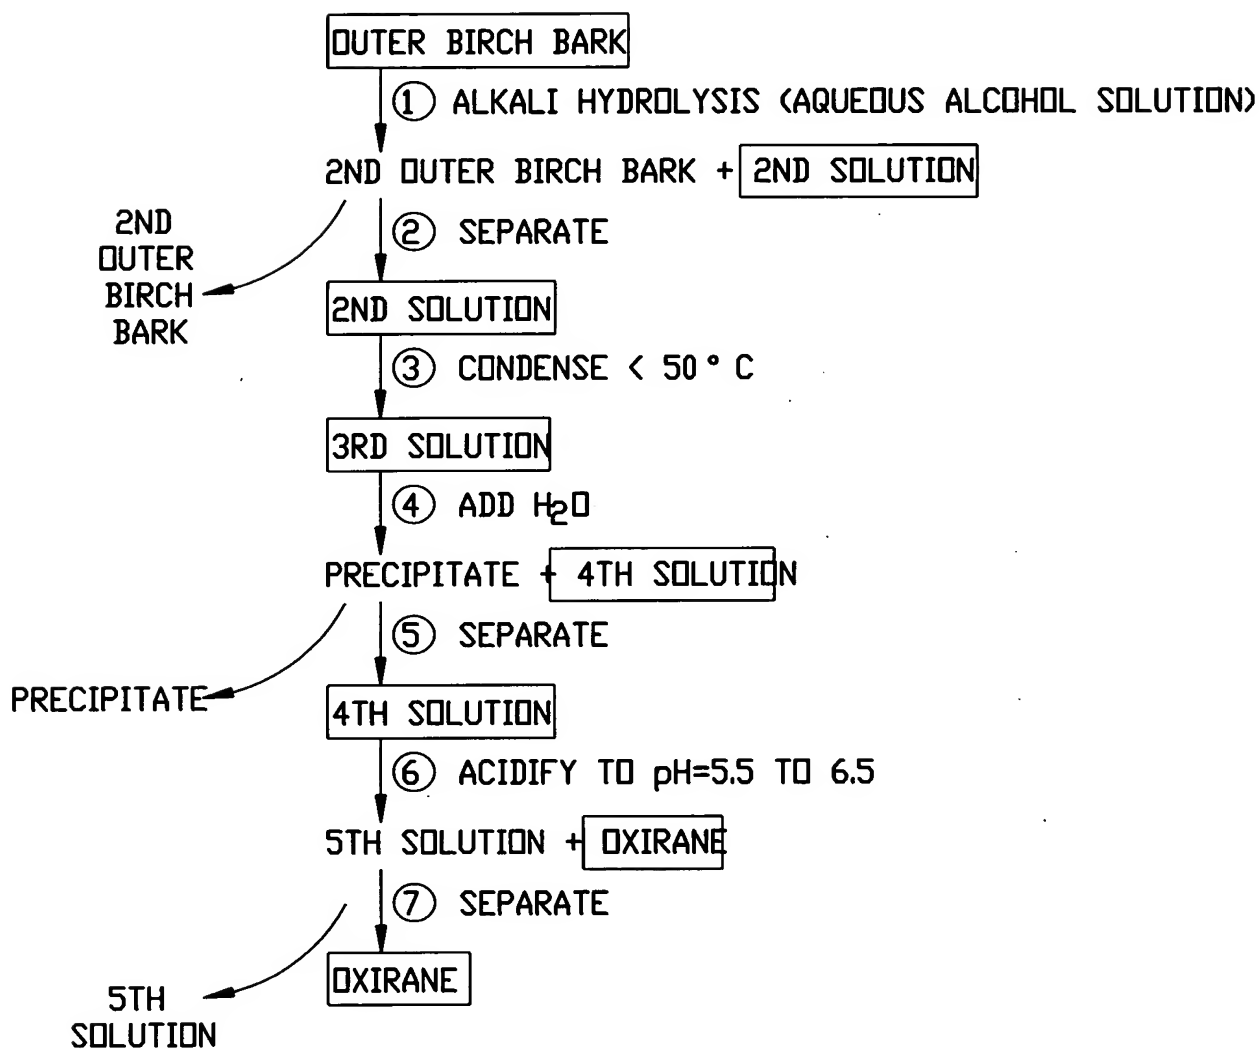 OUTER BIRCH BARK
① ALKALI HYDROLYSIS (AQUEOUS ALCOHOL SOLUTION)
2ND OUTER BIRCH BARK + 2ND SOLUTION
2ND
OUTER
BIRCH
BARK
② SEPARATE
2ND SOLUTION
③ CONDENSE < 50° C
3RD SOLUTION
④ ADD H₂O
PRECIPITATE + 4TH SOLUTION
⑤ SEPARATE
PRECIPITATE
4TH SOLUTION
⑥ ACIDIFY TO pH=5.5 TO 6.5
5TH SOLUTION + OXIRANE
⑦ SEPARATE
OXIRANE
5TH
SOLUTION